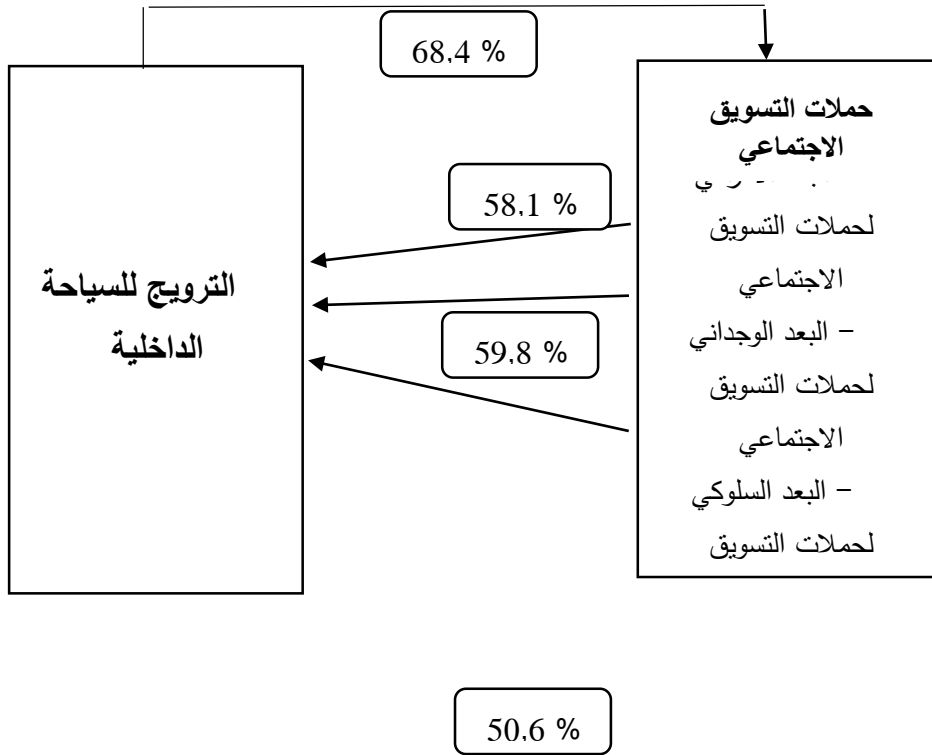 68,4 %
حملات التسويق
الاجتماعي
لحملات التسويق
الاجتماعي
– البعد الوجداني
لحملات التسويق
الاجتماعي
– البعد السلوكي
لحملات التسويق
58,1 %
59,8 %
الترويج للسياحة
الداخلية
50,6 %